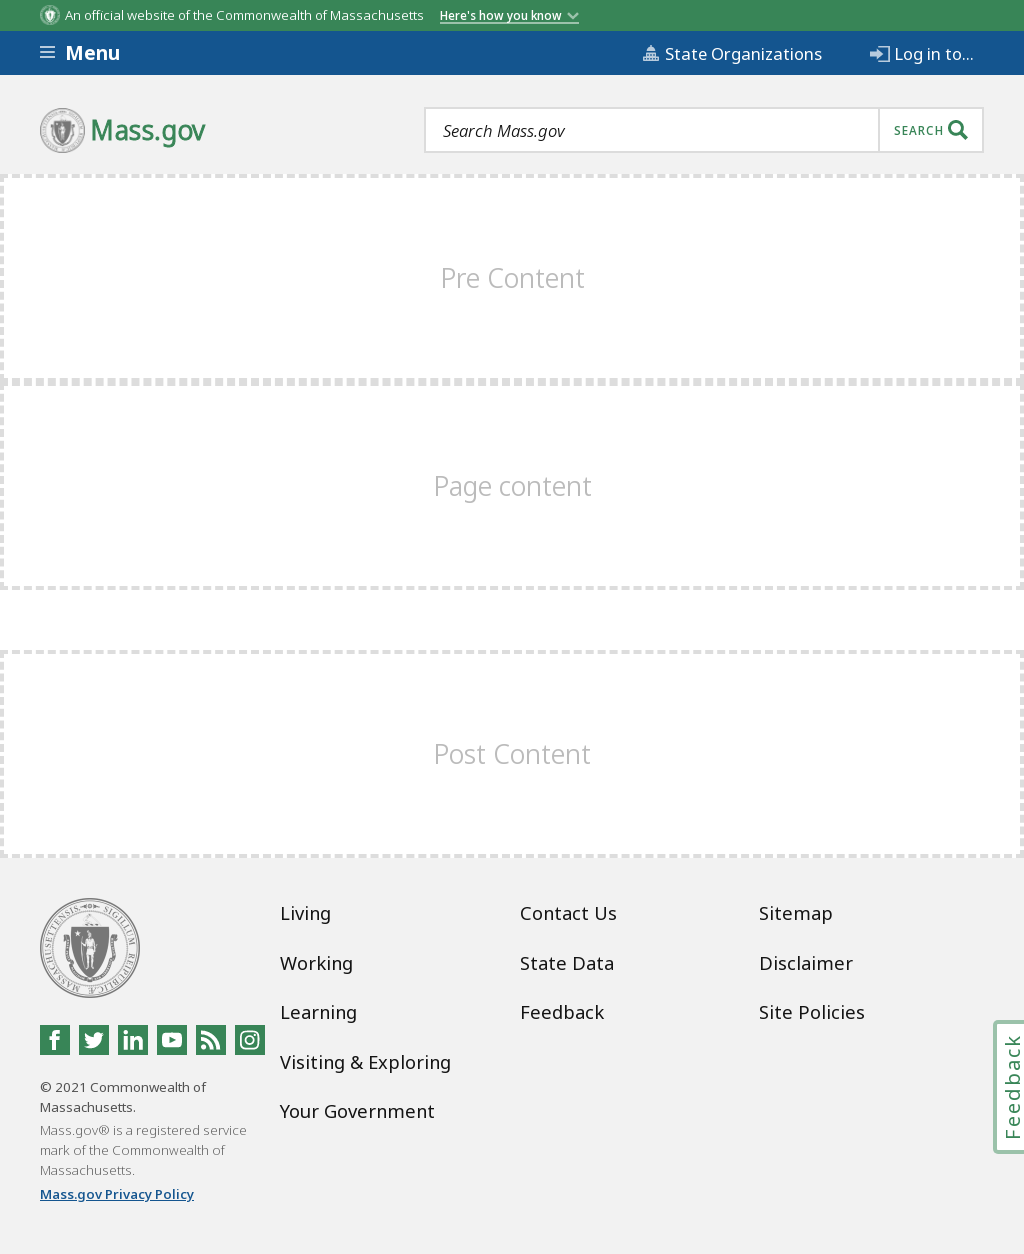 An official website of the Commonwealth of Massachusetts Here's how you know
Menu State Organizations Log in to...
Mass.gov Search Mass.gov SEARCH
Pre Content
Page content
Post Content
SIGILLUM REIPUBLICÆ MASSACHUSETTENSIS
Living
Working
Learning
Visiting & Exploring
Your Government
Contact Us
State Data
Feedback
Sitemap
Disclaimer
Site Policies
© 2021 Commonwealth of
Massachusetts.
Mass.gov® is a registered service
mark of the Commonwealth of
Massachusetts.
Mass.gov Privacy Policy
Feedback